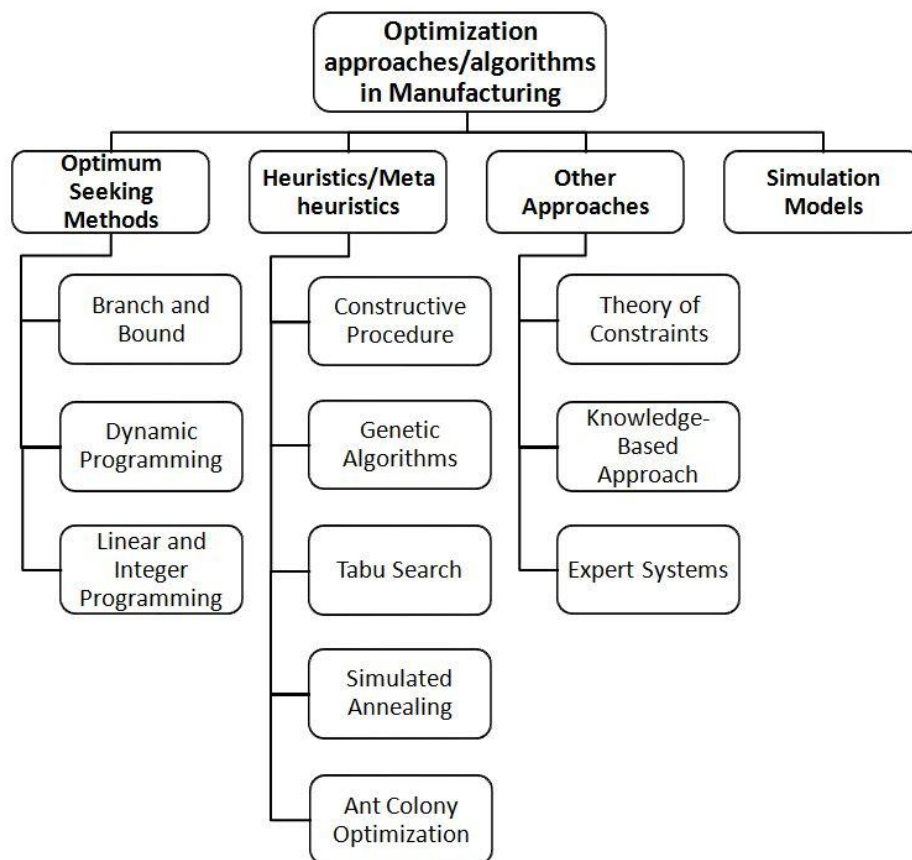 Optimization
approaches/algorithms
in Manufacturing
Optimum
Seeking
Methods
Heuristics/Meta
heuristics
Other
Approaches
Simulation
Models
Branch and
Bound
Dynamic
Programming
Linear and
Integer
Programming
Constructive
Procedure
Genetic
Algorithms
Tabu Search
Simulated
Annealing
Ant Colony
Optimization
Theory of
Constraints
Knowledge-
Based
Approach
Expert Systems